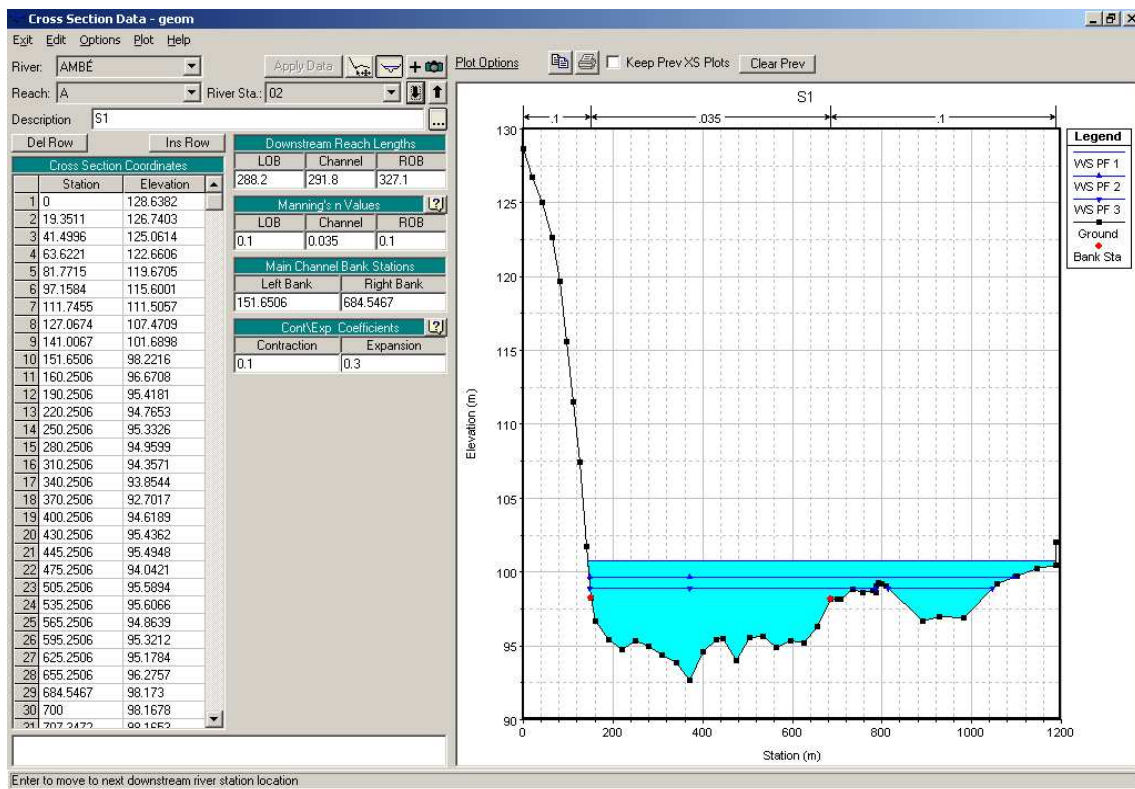 Cross Section Data - geom
Exit Edit Options Plot Help
River: AMBÉ Apply Data
Reach: A River Sta.: 02
Description S1 ...
Del Row Ins Row
Cross Section Coordinates
Station Elevation
1 0 128.6382
2 19.3511 126.7403
3 41.4996 125.0614
4 63.6221 122.6606
5 81.7715 119.6705
6 97.1584 115.6001
7 111.7455 111.5057
8 127.0674 107.4709
9 141.0067 101.6898
10 151.6506 98.2216
11 160.2506 96.6708
12 190.2506 95.4181
13 220.2506 94.7653
14 250.2506 95.3326
15 280.2506 94.9599
16 310.2506 94.3571
17 340.2506 93.8544
18 370.2506 92.7017
19 400.2506 94.6189
20 430.2506 95.4362
21 445.2506 95.4948
22 475.2506 94.0421
23 505.2506 95.5894
24 535.2506 95.6066
25 565.2506 94.8639
26 595.2506 95.3212
27 625.2506 95.1784
28 655.2506 96.2757
29 684.5467 98.173
30 700 98.1678
31 707.2472 98.1653
Downstream Reach Lengths
LOB Channel ROB
288.2 291.8 327.1
Manning's n Values ?
LOB Channel ROB
0.1 0.035 0.1
Main Channel Bank Stations
Left Bank Right Bank
151.6506 684.5467
Cont\Exp Coefficients ?
Contraction Expansion
0.1 0.3
Plot Options Keep Prev XS Plots Clear Prev
S1
.1 .035 .1
130
125
120
115
110
105
100
95
90
Elevation (m)
0 200 400 600 800 1000 1200
Station (m)
Legend
WS PF 1
WS PF 2
WS PF 3
Ground
Bank Sta
Enter to move to next downstream river station location